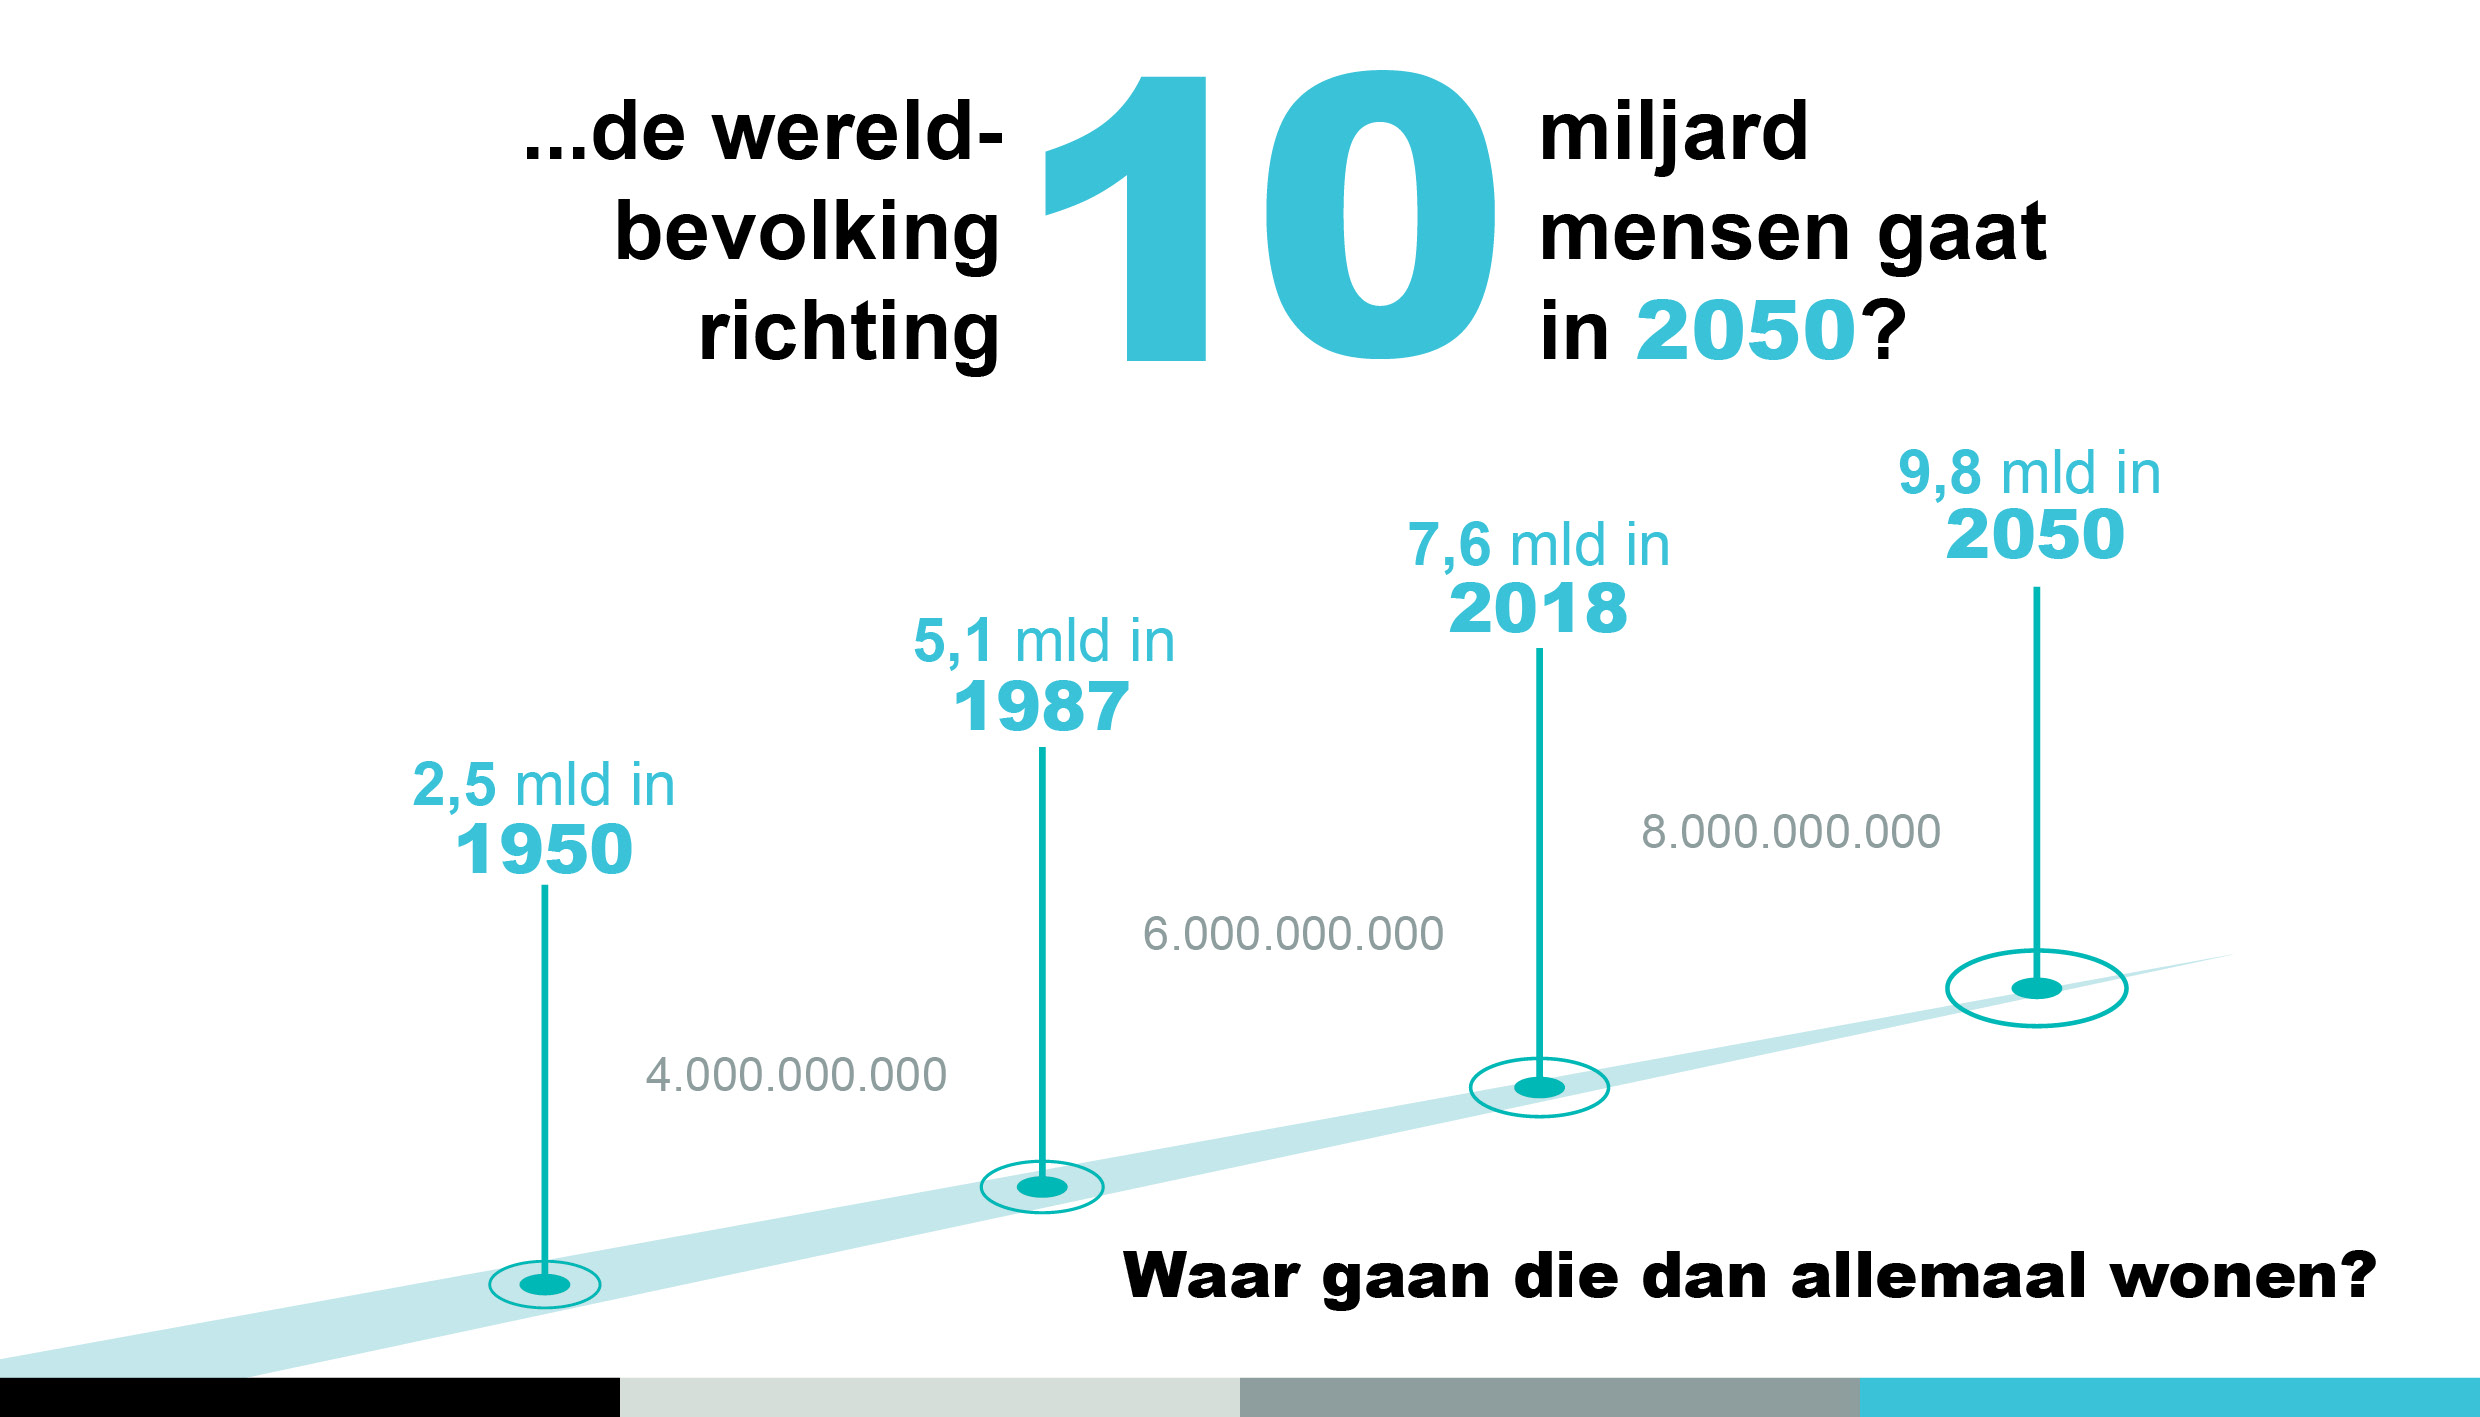 ...de wereld-
bevolking
richting
10
miljard
mensen gaat
in 2050?
2,5 mld in
1950
4.000.000.000
5,1 mld in
1987
6.000.000.000
7,6 mld in
2018
8.000.000.000
9,8 mld in
2050
Waar gaan die dan allemaal wonen?